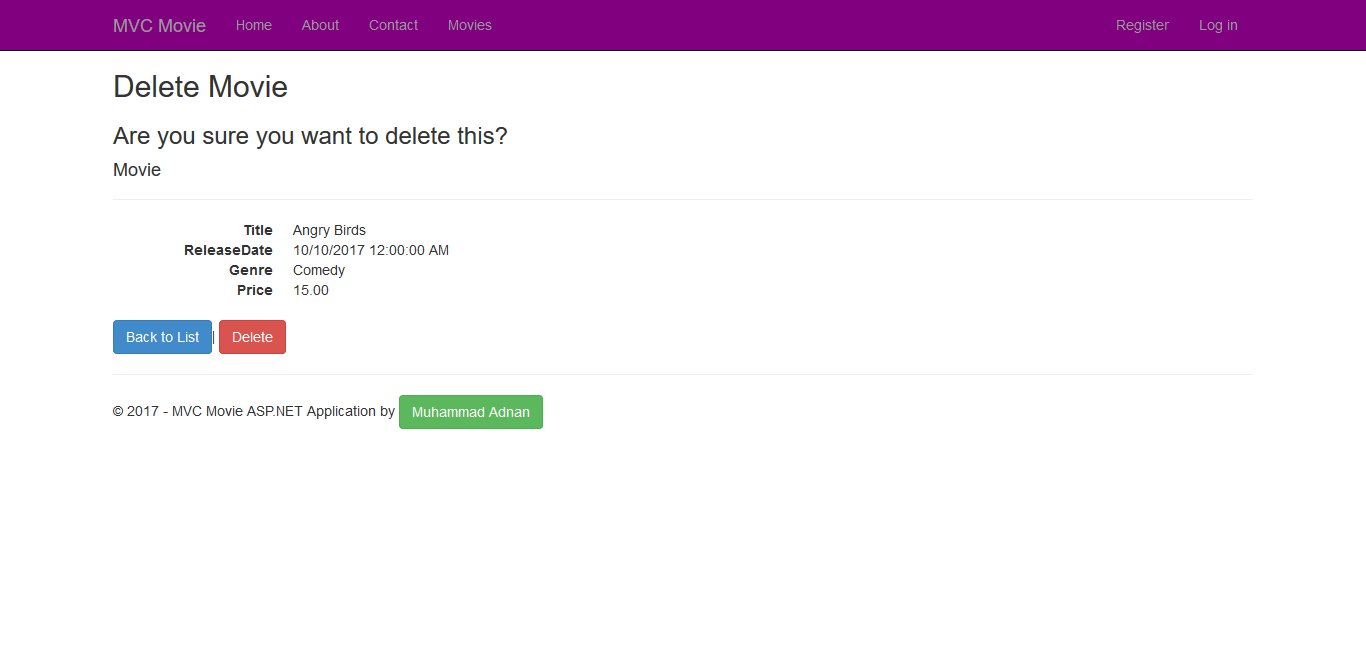 MVC Movie Home About Contact Movies Register Log in
Delete Movie
Are you sure you want to delete this?
Movie
Title Angry Birds
ReleaseDate 10/10/2017 12:00:00 AM
Genre Comedy
Price 15.00
Back to List | Delete
© 2017 - MVC Movie ASP.NET Application by Muhammad Adnan